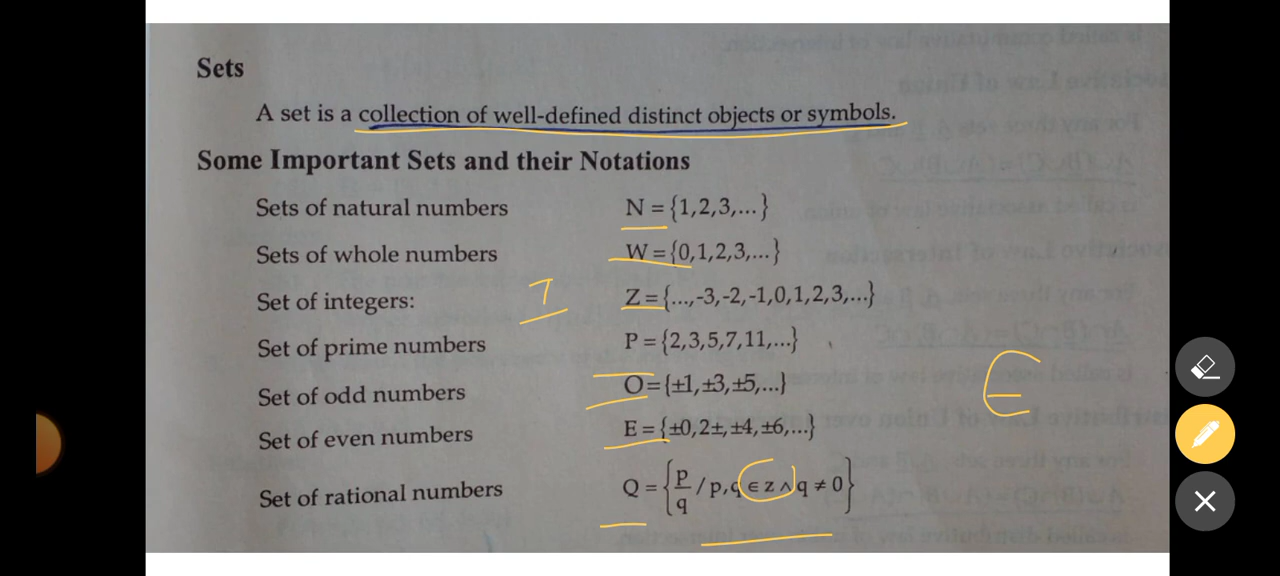 Sets
A set is a collection of well-defined distinct objects or symbols.
Some Important Sets and their Notations
Sets of natural numbers N = {1,2,3,...}
Sets of whole numbers W = {0,1,2,3,...}
Set of integers: I Z = {...,-3,-2,-1,0,1,2,3,...}
Set of prime numbers P = {2,3,5,7,11,...}
Set of odd numbers O = {±1,±3,±5,...}
E
Set of even numbers E = {±0,2±,±4,±6,...}
Set of rational numbers Q = {p/q / p,q ∈ z ∧ q ≠ 0}